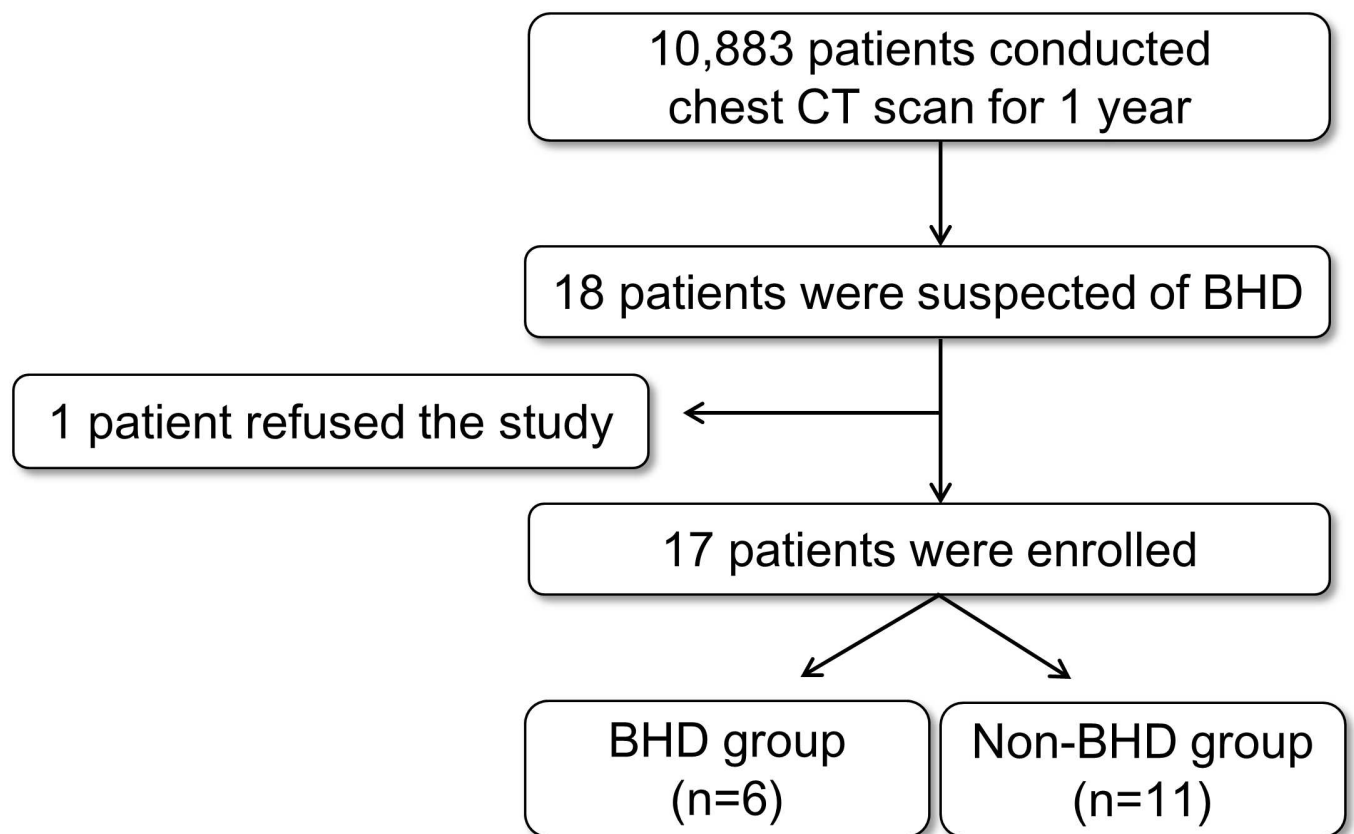 10,883 patients conducted
chest CT scan for 1 year
18 patients were suspected of BHD
1 patient refused the study
17 patients were enrolled
BHD group
(n=6)
Non-BHD group
(n=11)